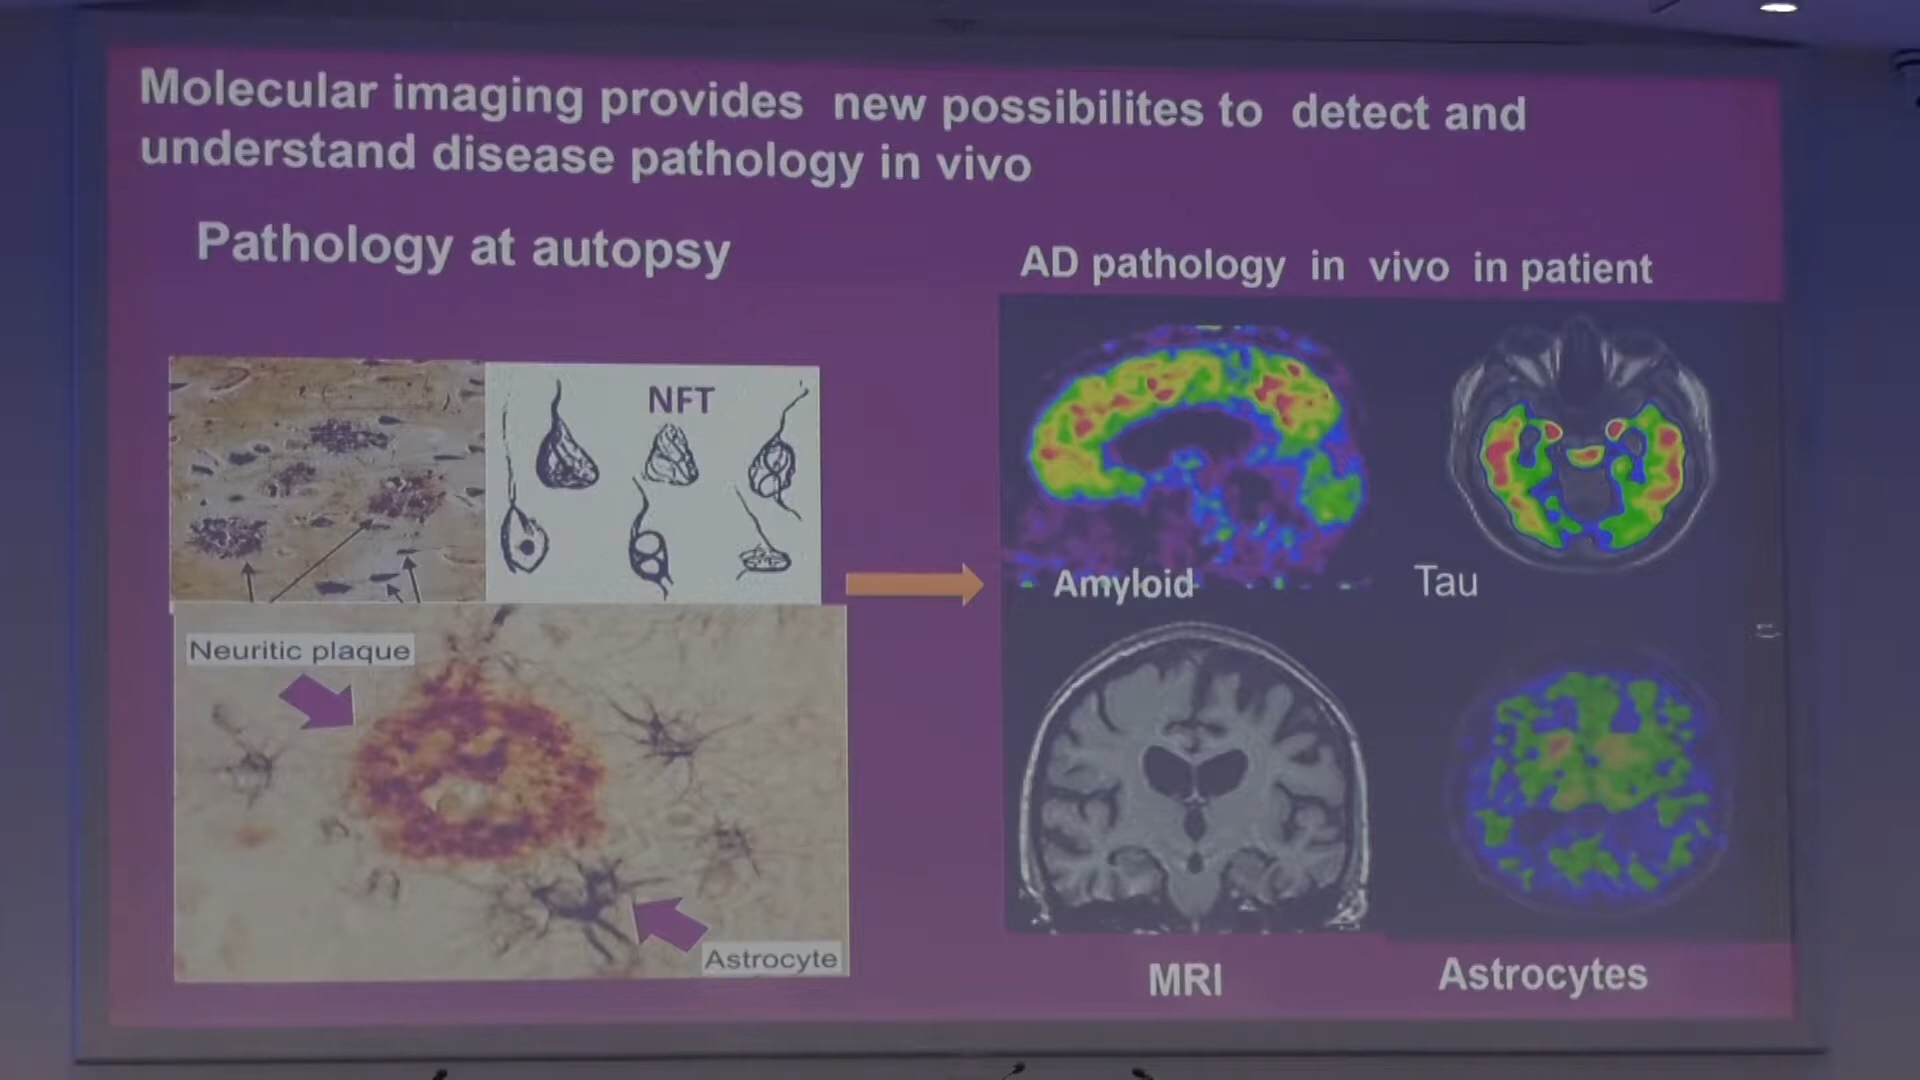 Molecular imaging provides new possibilites to detect and
understand disease pathology in vivo
Pathology at autopsy
AD pathology in vivo in patient
NFT
Amyloid
Tau
Neuritic plaque
Astrocyte
MRI
Astrocytes